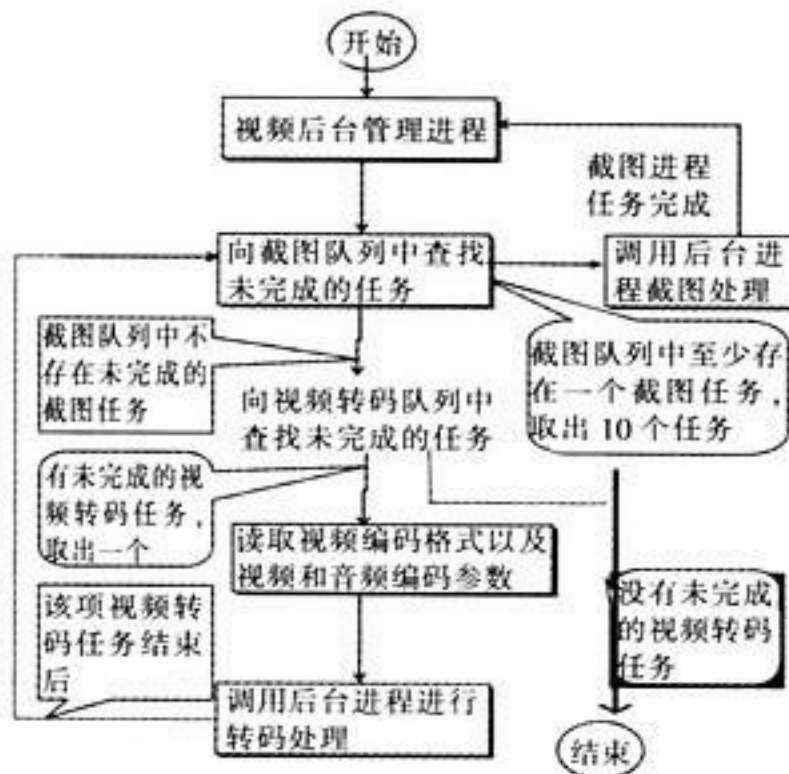 开始
视频后台管理进程
截图进程
任务完成
向截图队列中查找
未完成的任务
调用后台进
程截图处理
截图队列中不
存在未完成的
截图任务
截图队列中至少存
在一个截图任务,
取出 10 个任务
向视频转码队列中
查找未完成的任务
有未完成的视
频转码任务,
取出一个
读取视频编码格式以及
视频和音频编码参数
没有未完成
的视频转码
任务
该项视频转
码任务结束
后
调用后台进程进行
转码处理
结束